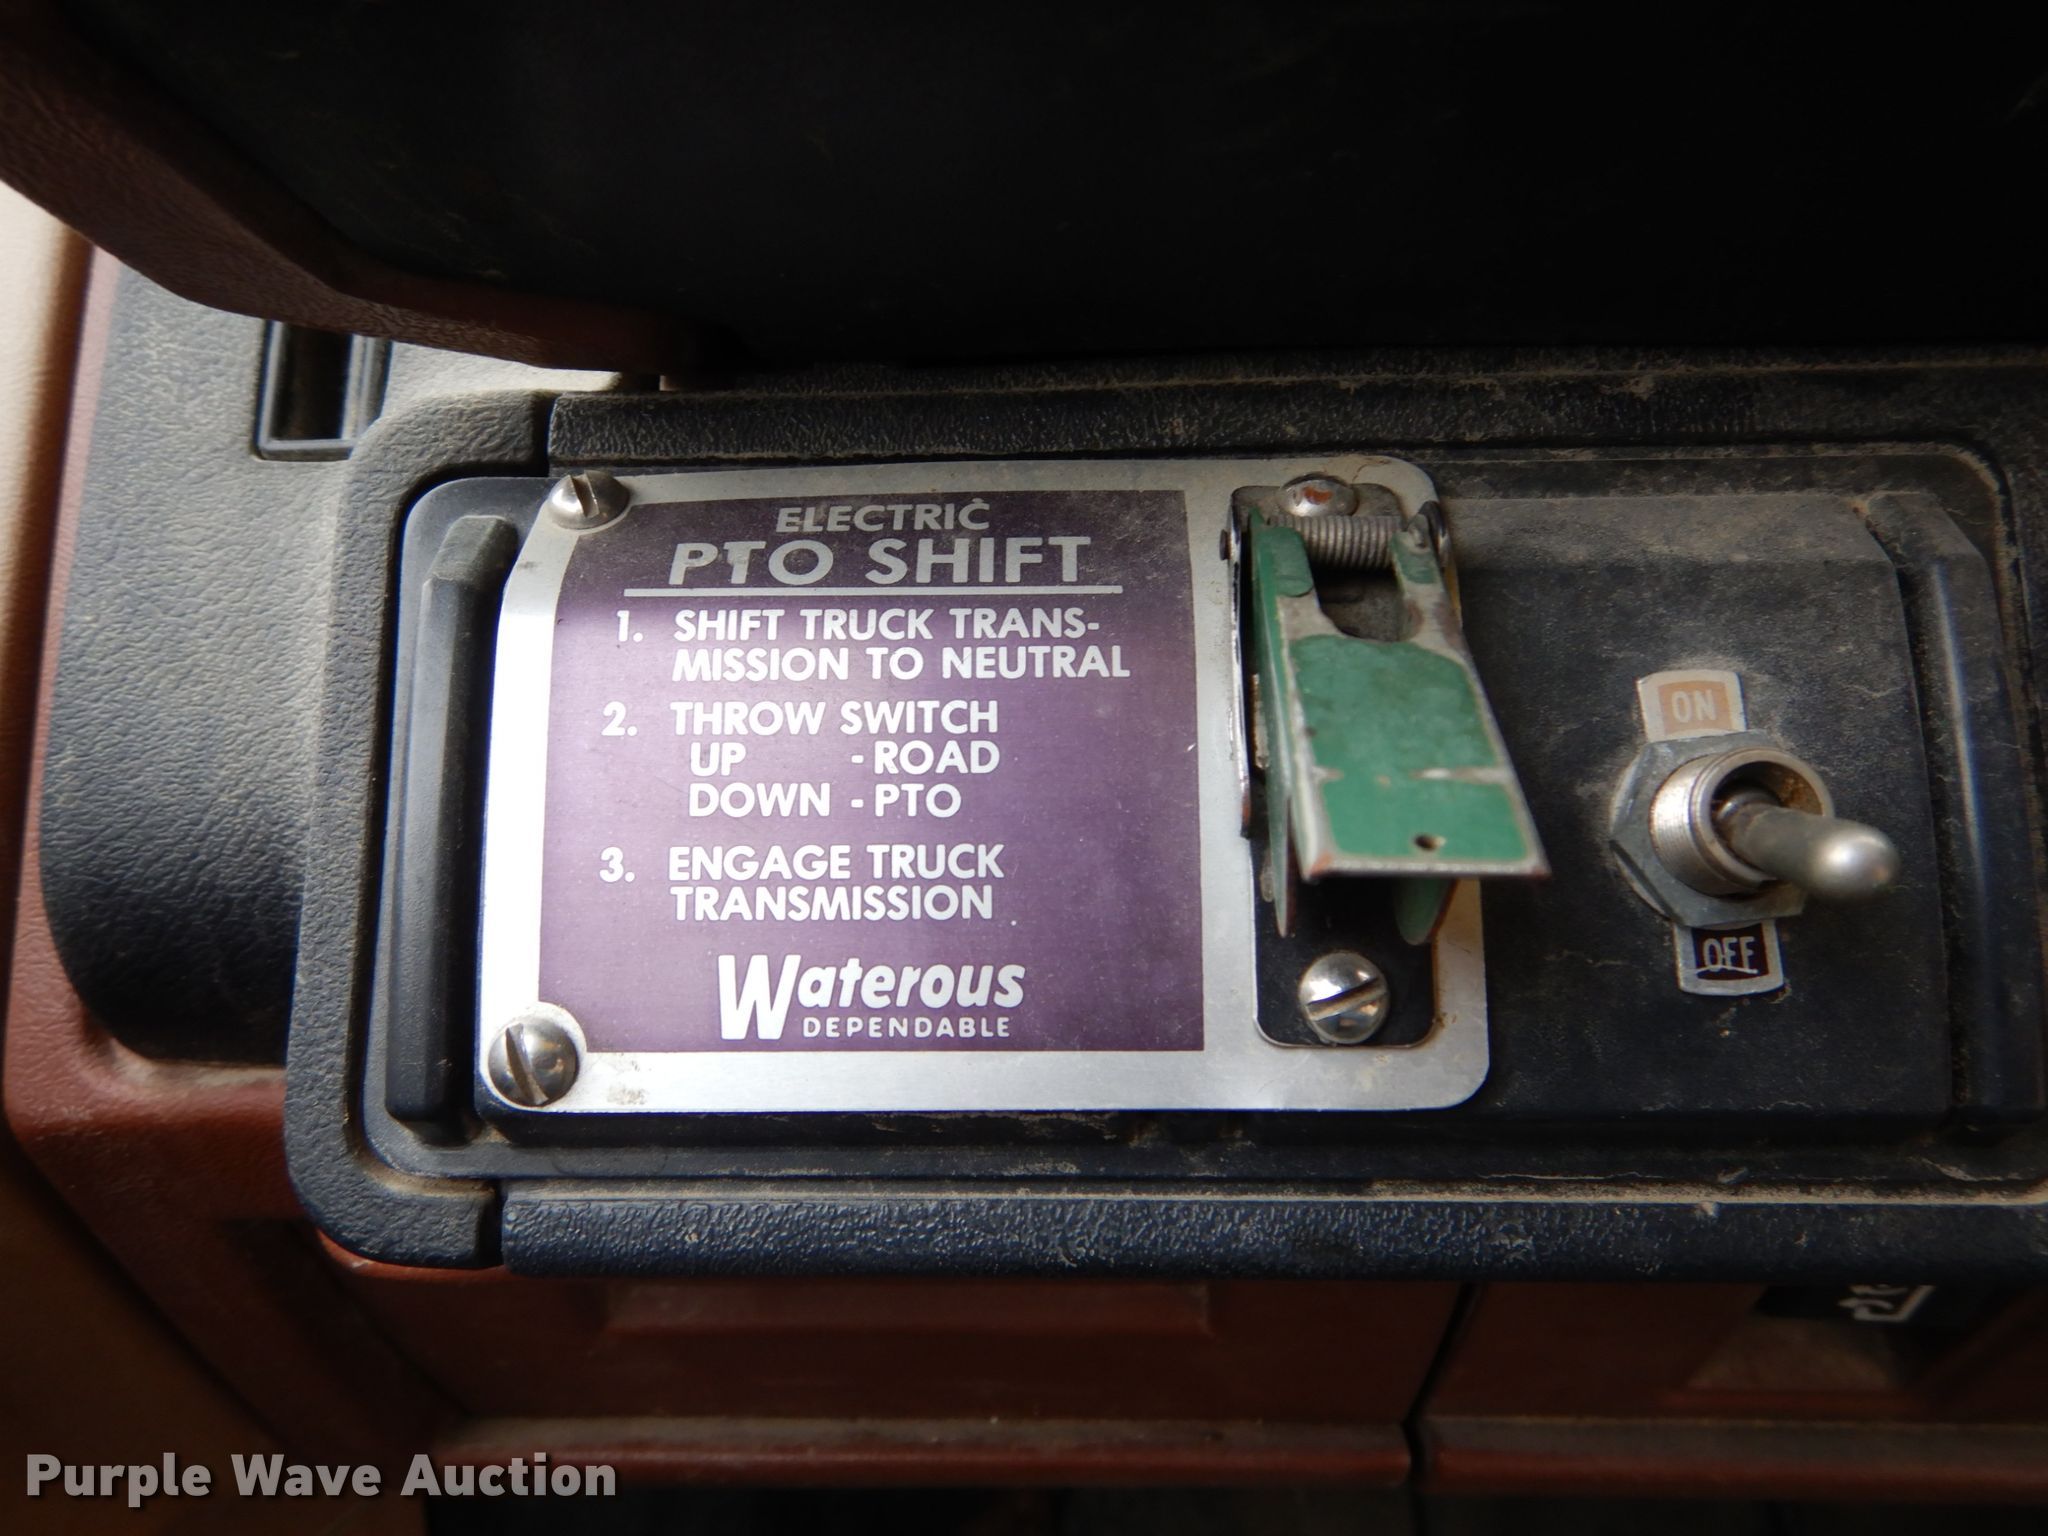 ELECTRIC
PTO SHIFT
1. SHIFT TRUCK TRANS-
MISSION TO NEUTRAL
2. THROW SWITCH
UP - ROAD
DOWN - PTO
3. ENGAGE TRUCK
TRANSMISSION
Waterous
DEPENDABLE
ON
OFF
Purple Wave Auction